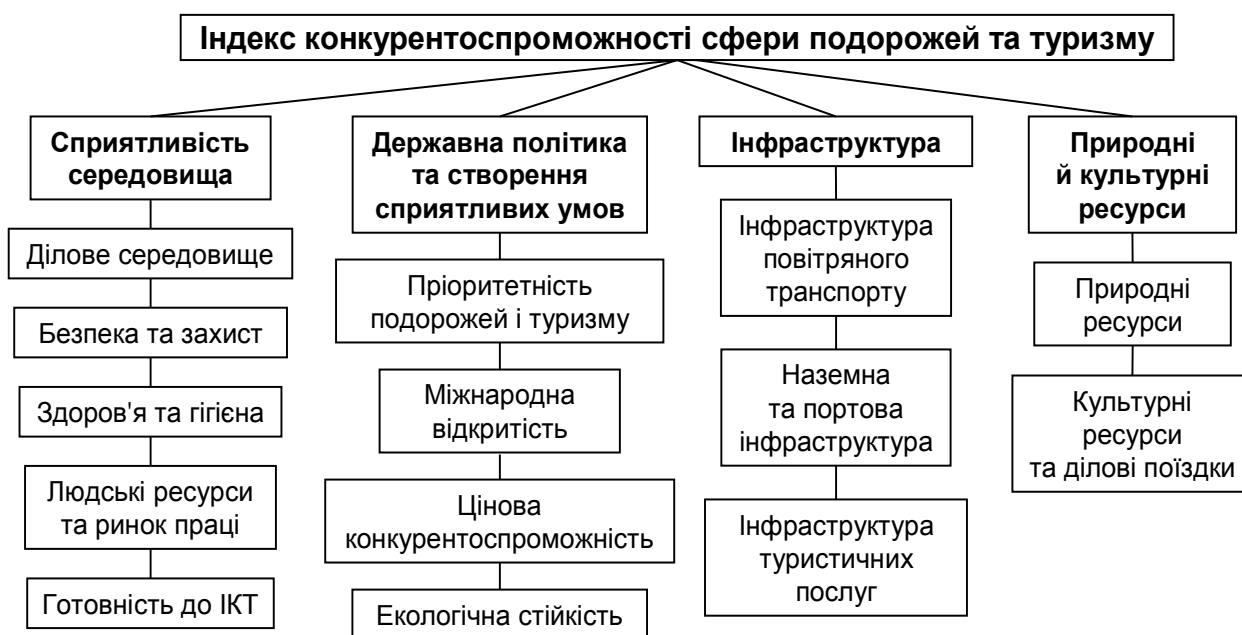 Індекс конкурентоспроможності сфери подорожей та туризму
Сприятливість
середовища
Ділове середовище
Безпека та захист
Здоров'я та гігієна
Людські ресурси
та ринок праці
Готовність до ІКТ
Державна політика
та створення
сприятливих умов
Пріоритетність
подорожей і туризму
Міжнародна
відкритість
Цінова
конкурентоспроможність
Екологічна стійкість
Інфраструктура
Інфраструктура
повітряного
транспорту
Наземна
та портова
інфраструктура
Інфраструктура
туристичних
послуг
Природні
й культурні
ресурси
Природні
ресурси
Культурні
ресурси
та ділові поїздки